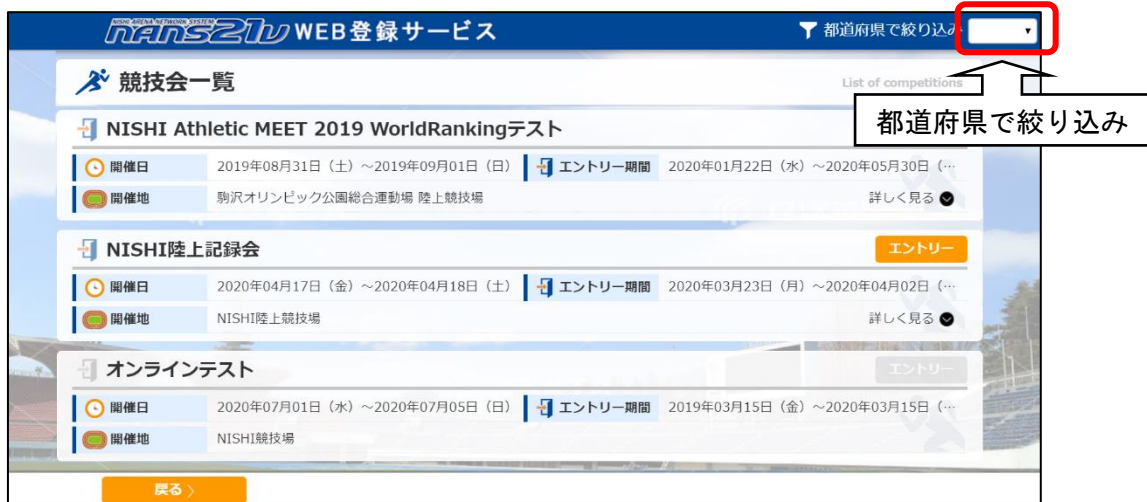 NISHI ARENA NETWORK SYSTEM
NANS21V WEB登録サービス
都道府県で絞り込み
競技会一覧
List of competitions
都道府県で絞り込み
NISHI Athletic MEET 2019 WorldRankingテスト
開催日 2019年08月31日（土）～2019年09月01日（日） エントリー期間 2020年01月22日（水）～2020年05月30日（…
開催地 駒沢オリンピック公園総合運動場 陸上競技場 詳しく見る
NISHI陸上記録会 エントリー
開催日 2020年04月17日（金）～2020年04月18日（土） エントリー期間 2020年03月23日（月）～2020年04月02日（…
開催地 NISHI陸上競技場 詳しく見る
オンラインテスト エントリー
開催日 2020年07月01日（水）～2020年07月05日（日） エントリー期間 2019年03月15日（金）～2020年03月15日（…
開催地 NISHI競技場
戻る 〉